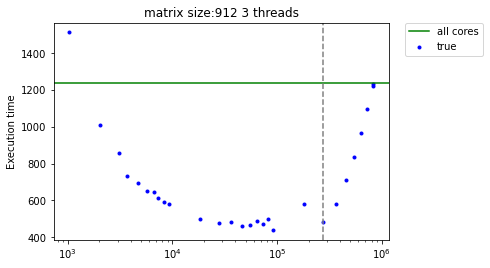 matrix size:912 3 threads
all cores
true
Execution time
1400
1200
1000
800
600
400
10³
10⁴
10⁵
10⁶